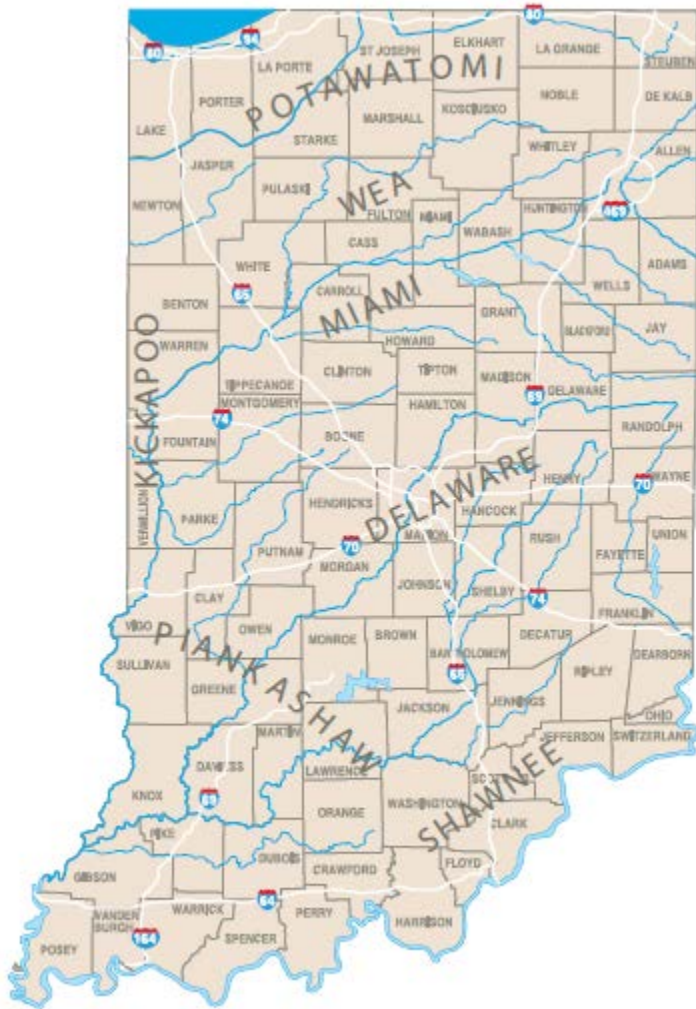 80
94
80
ST JOSEPH
ELKHART
LA GRANGE
STEUBEN
LA PORTE
POTAWATOMI
PORTER
NOBLE
DE KALB
LAKE
MARSHALL
KOSCIUSKO
STARKE
WHITLEY
ALLEN
JASPER
PULASKI
WEA
NEWTON
FULTON
MIAMI
HUNTINGTON
469
CASS
WABASH
WHITE
ADAMS
WELLS
BENTON
65
CARROLL
MIAMI
GRANT
BLACKFORD
JAY
WARREN
HOWARD
KICKAPOO
CLINTON
TIPTON
MADISON
TIPPECANOE
MONTGOMERY
HAMILTON
69
DELAWARE
74
RANDOLPH
FOUNTAIN
BOONE
DELAWARE
HENRY
70
WAYNE
VERMILLION
HENDRICKS
HANCOCK
PARKE
MARION
UNION
PUTNAM
70
RUSH
FAYETTE
MORGAN
JOHNSON
SHELBY
74
CLAY
FRANKLIN
VIGO
OWEN
PIANKASHAW
MONROE
BROWN
BARTHOLOMEW
DECATUR
DEARBORN
SULLIVAN
65
RIPLEY
GREENE
JACKSON
JENNINGS
OHIO
MARTIN
JEFFERSON
SWITZERLAND
DAVIESS
LAWRENCE
SHAWNEE
SCOTT
KNOX
69
ORANGE
WASHINGTON
CLARK
PIKE
DUBOIS
CRAWFORD
FLOYD
GIBSON
64
WARRICK
PERRY
HARRISON
VANDER
BURGH
164
SPENCER
POSEY